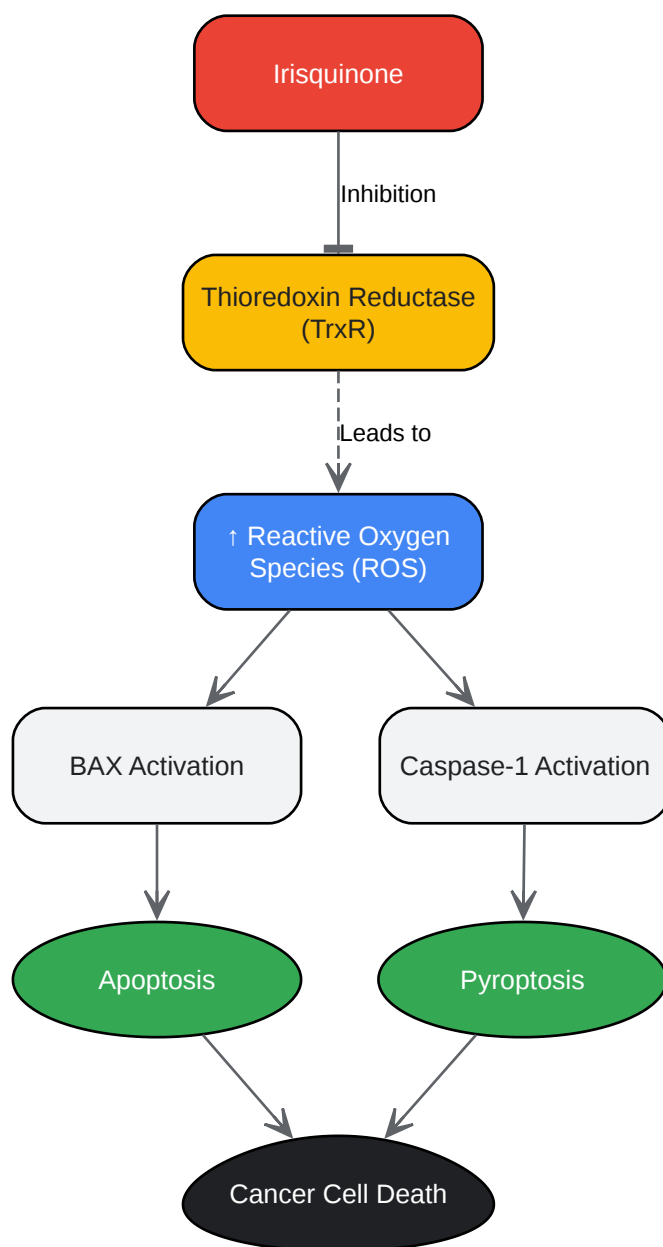 Irisquinone
Inhibition
Thioredoxin Reductase
(TrxR)
Leads to
↑ Reactive Oxygen
Species (ROS)
BAX Activation
Caspase-1 Activation
Apoptosis
Pyroptosis
Cancer Cell Death